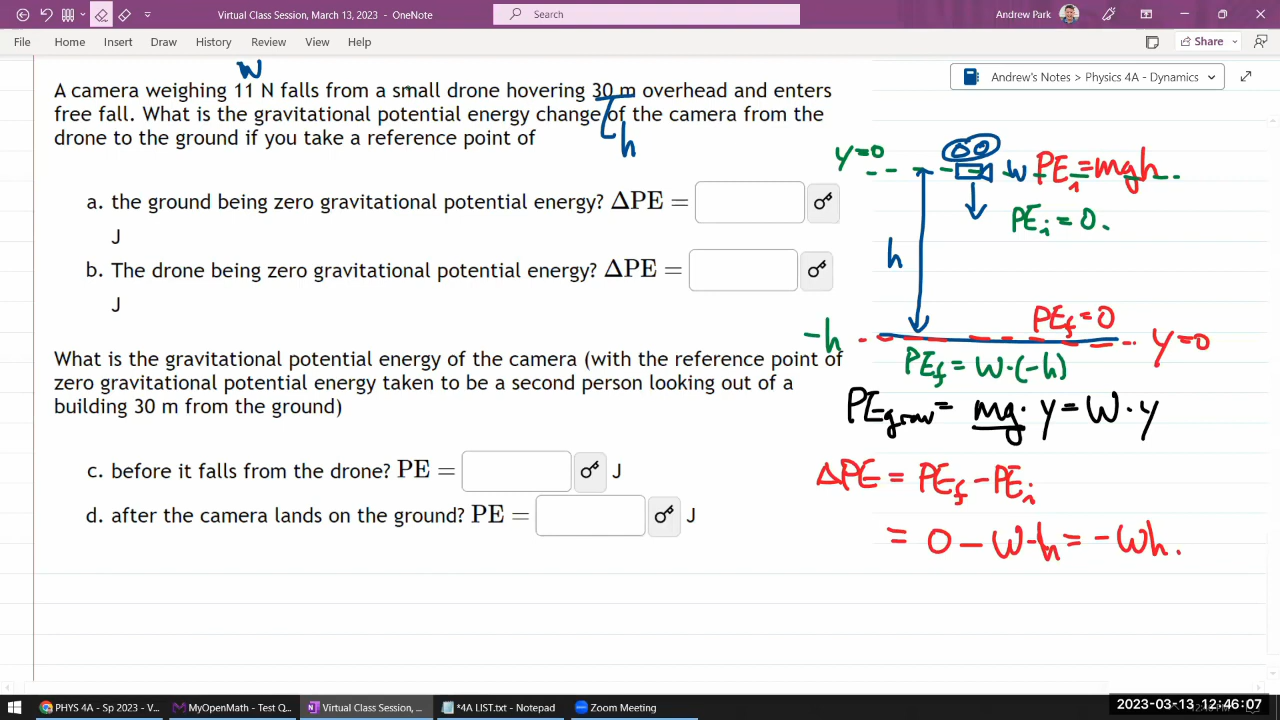 Virtual Class Session, March 13, 2023 - OneNote
Search
Andrew Park
File Home Insert Draw History Review View Help
Share
Andrew's Notes > Physics 4A - Dynamics
W
A camera weighing 11 N falls from a small drone hovering 30 m overhead and enters
free fall. What is the gravitational potential energy change of the camera from the
drone to the ground if you take a reference point of
h
a. the ground being zero gravitational potential energy? ΔPE =
J
b. The drone being zero gravitational potential energy? ΔPE =
J
What is the gravitational potential energy of the camera (with the reference point of
zero gravitational potential energy taken to be a second person looking out of a
building 30 m from the ground)
c. before it falls from the drone? PE = J
d. after the camera lands on the ground? PE = J
y=0
W PEi=mgh
PEi = 0.
h
PEf = 0
-h
y=0
PEf = W·(-h)
PEgrav = mg·y = W·y
ΔPE = PEf - PEi
= 0 - W·h = -Wh.
PHYS 4A - Sp 2023 - V...
MyOpenMath - Test Q...
Virtual Class Session, ...
*4A LIST.txt - Notepad
Zoom Meeting
2023-03-13 12:46:07